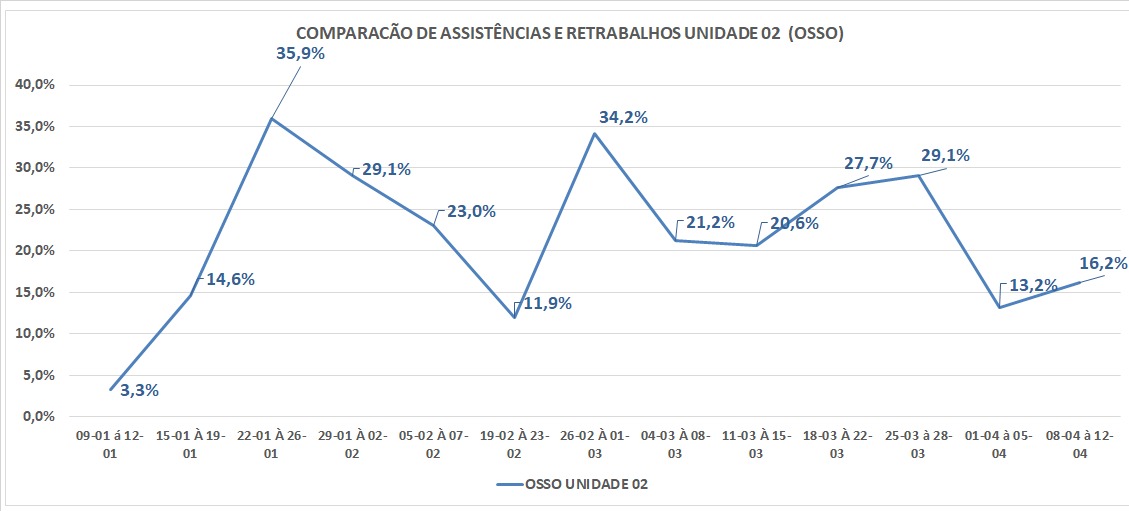 COMPARACÃO DE ASSISTÊNCIAS E RETRABALHOS UNIDADE 02 (OSSO)
40,0%
35,0%
30,0%
25,0%
20,0%
15,0%
10,0%
5,0%
0,0%
3,3%
14,6%
35,9%
29,1%
23,0%
11,9%
34,2%
21,2%
20,6%
27,7%
29,1%
13,2%
16,2%
09-01 á 12-
01
15-01 À 19-
01
22-01 À 26-
01
29-01 À 02-
02
05-02 À 07-
02
19-02 À 23-
02
26-02 À 01-
03
04-03 À 08-
03
11-03 À 15-
03
18-03 À 22-
03
25-03 à 28-
03
01-04 à 05-
04
08-04 à 12-
04
OSSO UNIDADE 02